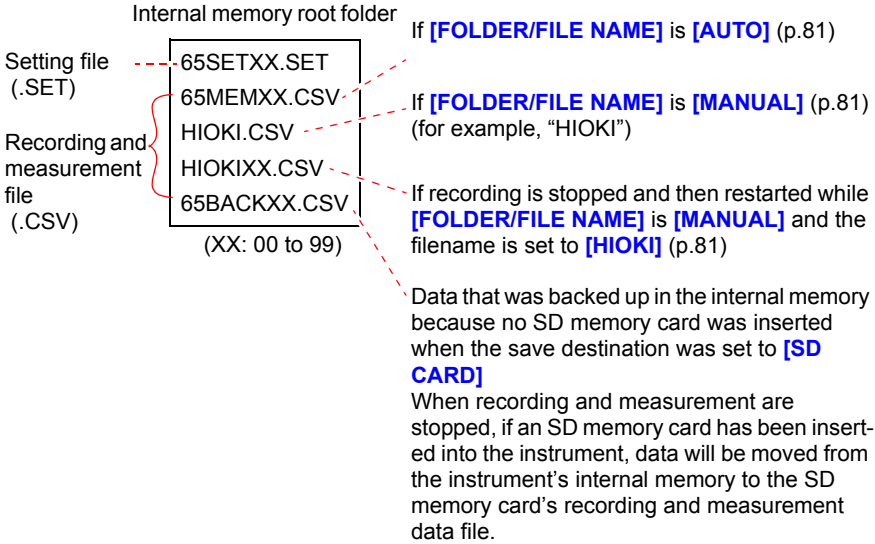 Internal memory root folder
Setting file
(.SET)
Recording and
measurement
file
(.CSV)
65SETXX.SET
65MEMXX.CSV
HIOKI.CSV
HIOKIXX.CSV
65BACKXX.CSV
(XX: 00 to 99)
If [FOLDER/FILE NAME] is [AUTO] (p.81)
If [FOLDER/FILE NAME] is [MANUAL] (p.81)
(for example, “HIOKI”)
If recording is stopped and then restarted while
[FOLDER/FILE NAME] is [MANUAL] and the
filename is set to [HIOKI] (p.81)
Data that was backed up in the internal memory
because no SD memory card was inserted
when the save destination was set to [SD
CARD]
When recording and measurement are
stopped, if an SD memory card has been insert-
ed into the instrument, data will be moved from
the instrument’s internal memory to the SD
memory card’s recording and measurement
data file.